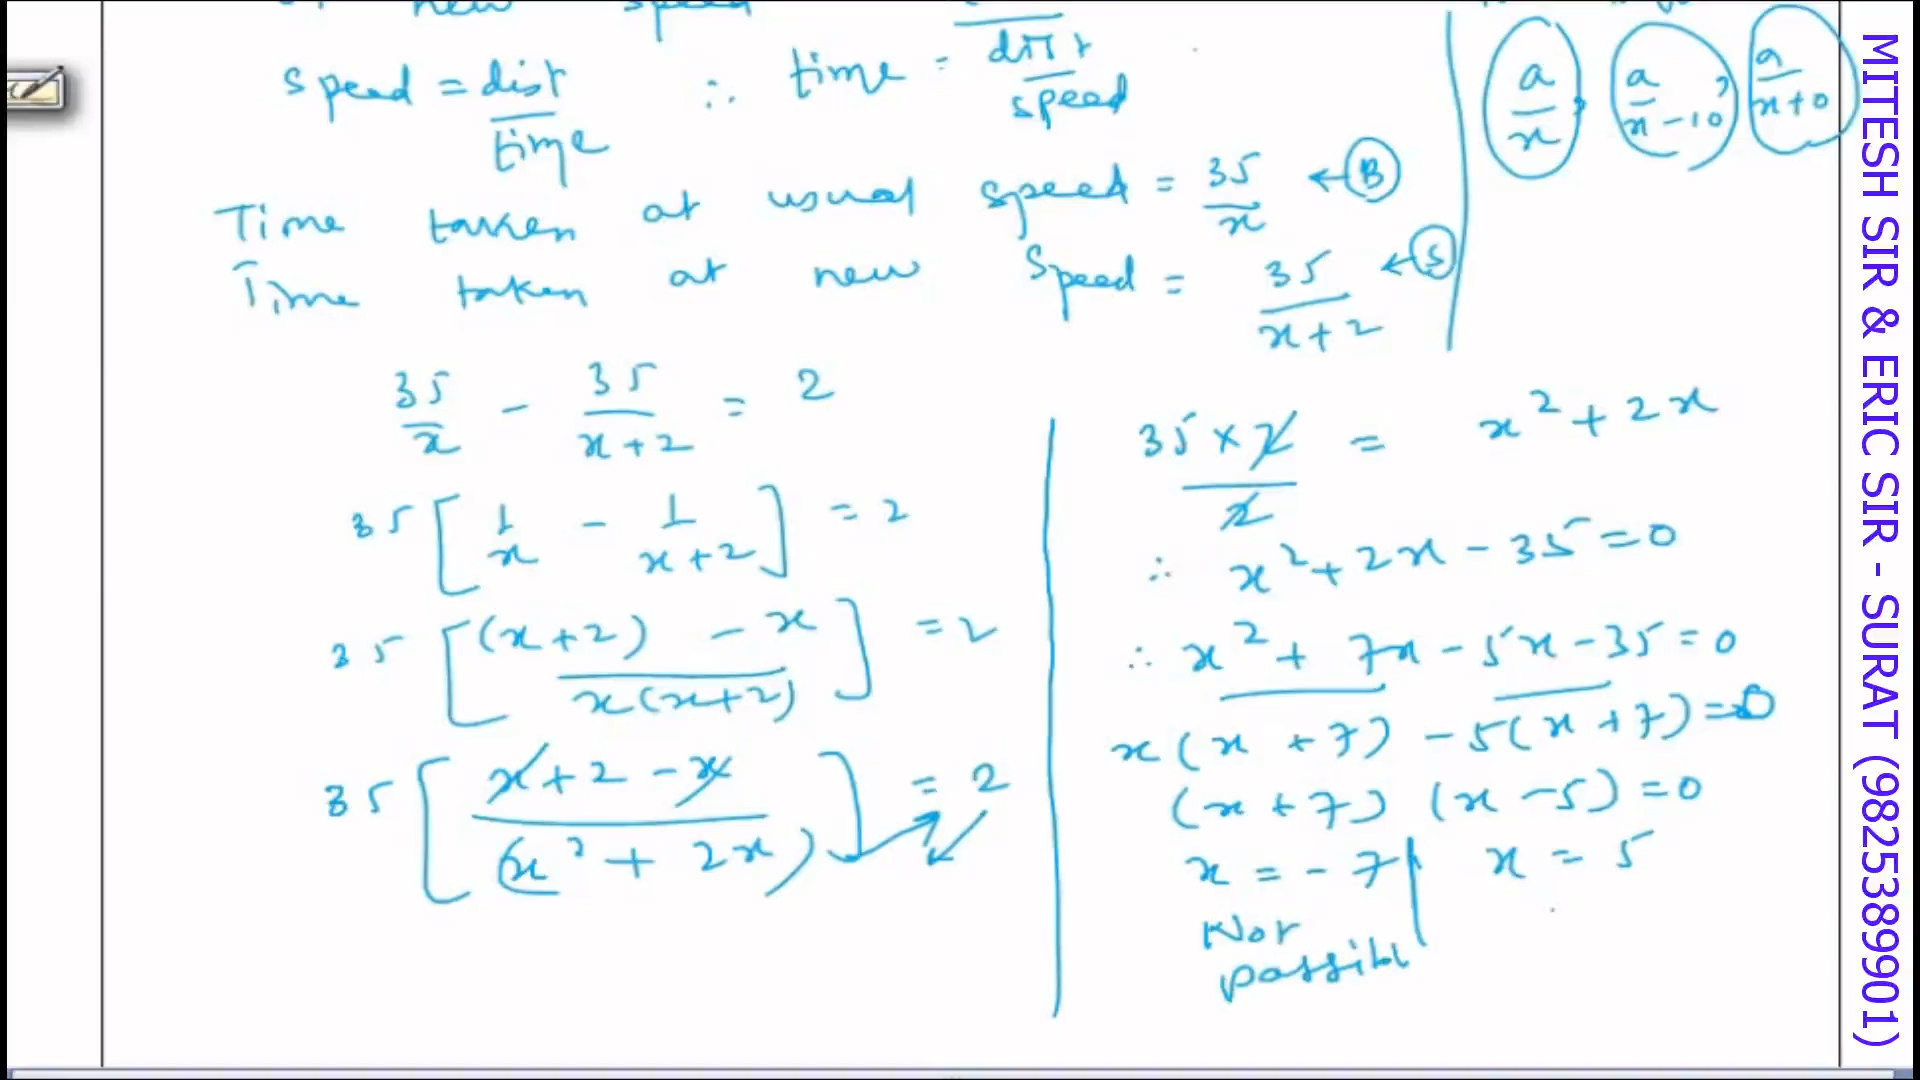 new speed
speed = dist/time ∴ time = dist/speed
Time taken at usual speed = 35/x ← B
Time taken at new speed = 35/(x+2) ← S
a/x, a/x-10, a/x+0
35/x - 35/(x+2) = 2
35 [1/x - 1/(x+2)] = 2
35 [(x+2) - x / x(x+2)] = 2
35 [x+2-x / (x²+2x)] = 2
35×2/2 = x²+2x
∴ x²+2x-35=0
∴ x²+7x-5x-35=0
x(x+7)-5(x+7)=0
(x+7)(x-5)=0
x=-7 | x=5
Not
possible
MITESH SIR & ERIC SIR - SURAT (9825389901)